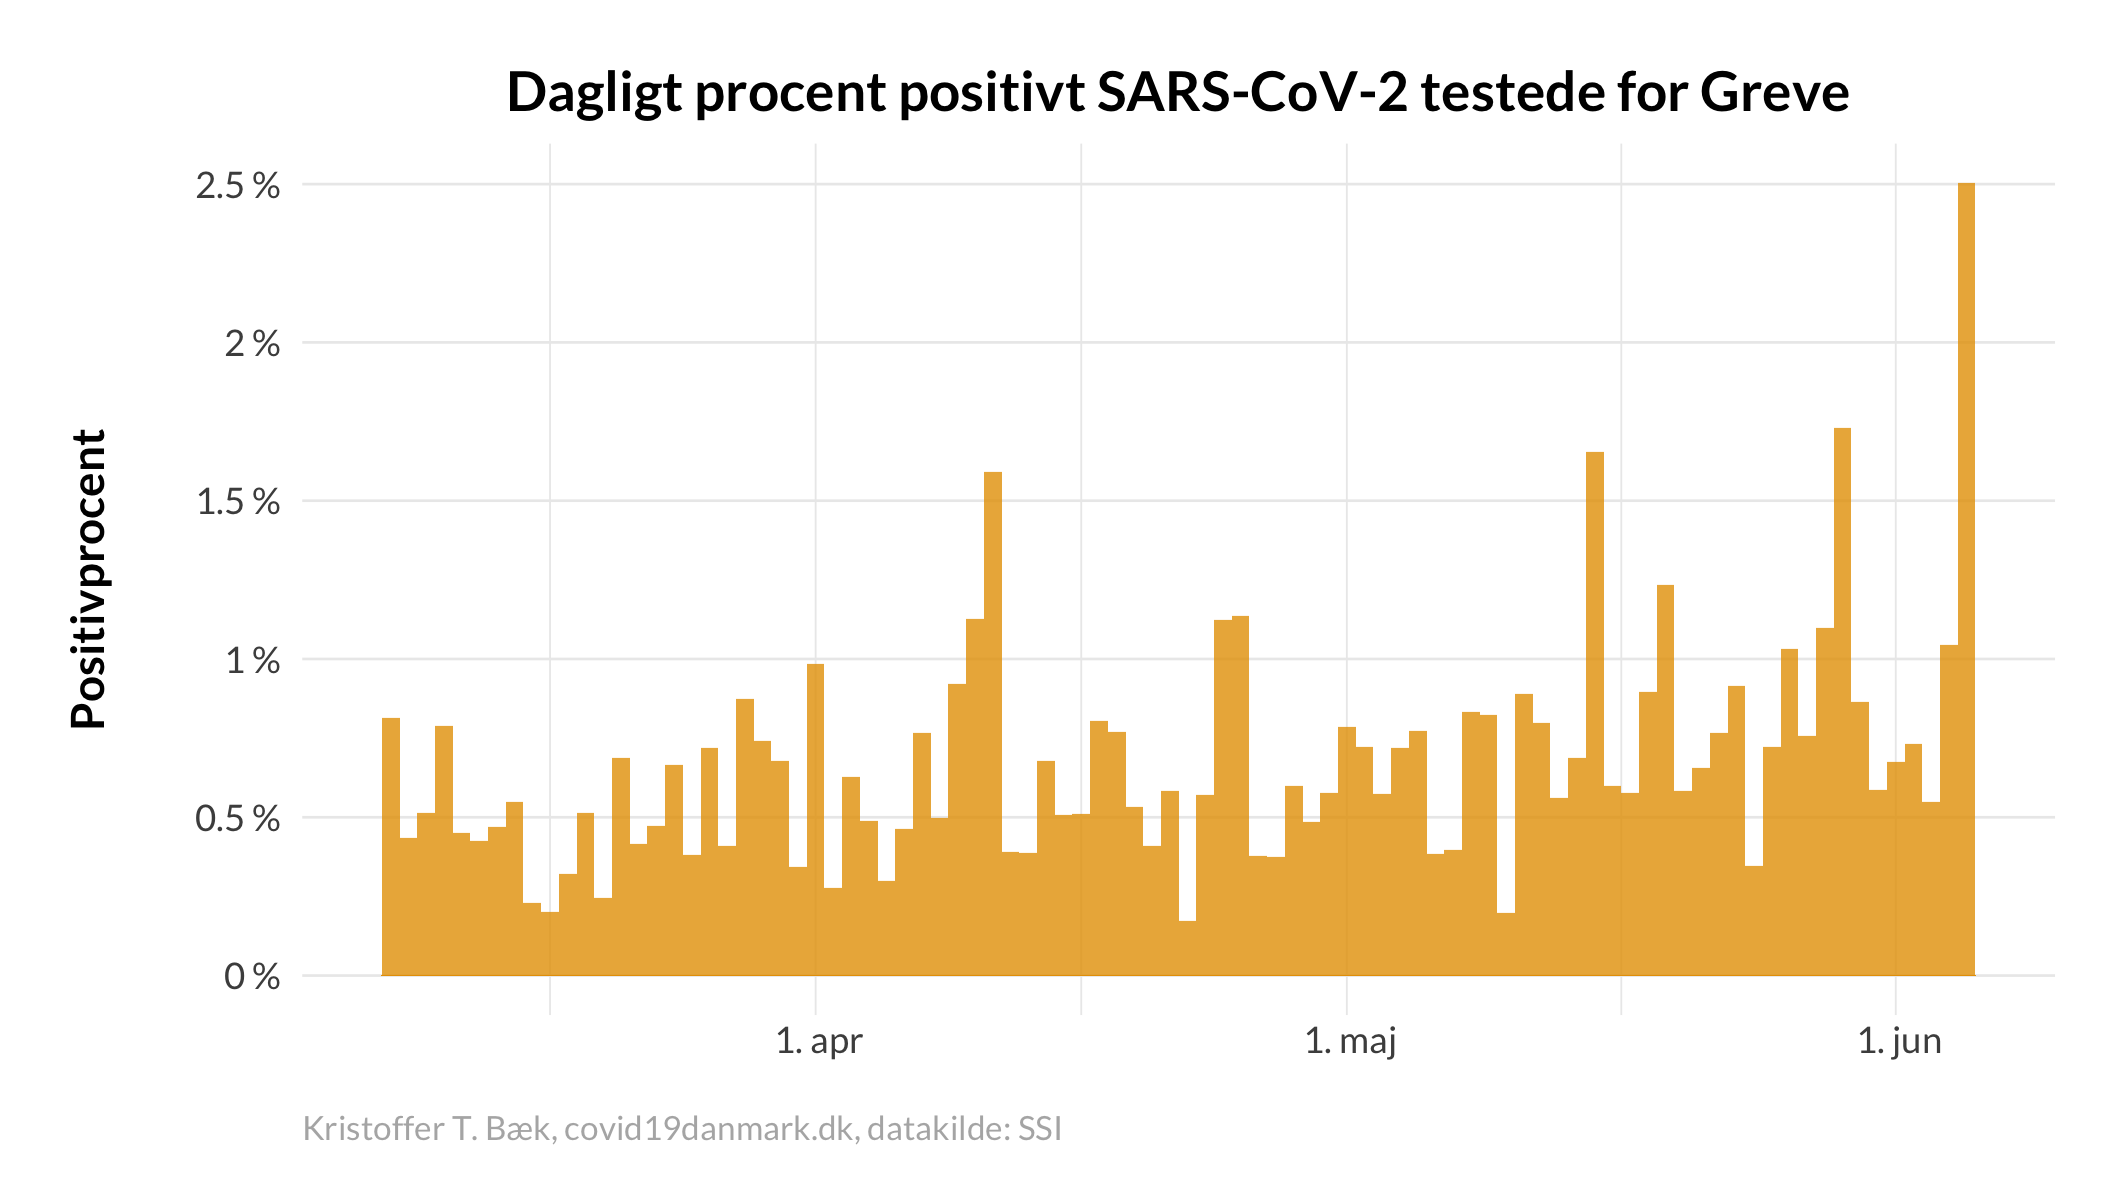 Dagligt procent positivt SARS-CoV-2 testede for Greve
2.5 %
2 %
1.5 %
1 %
0.5 %
0 %
Positivprocent
1. apr
1. maj
1. jun
Kristoffer T. Bæk, covid19danmark.dk, datakilde: SSI